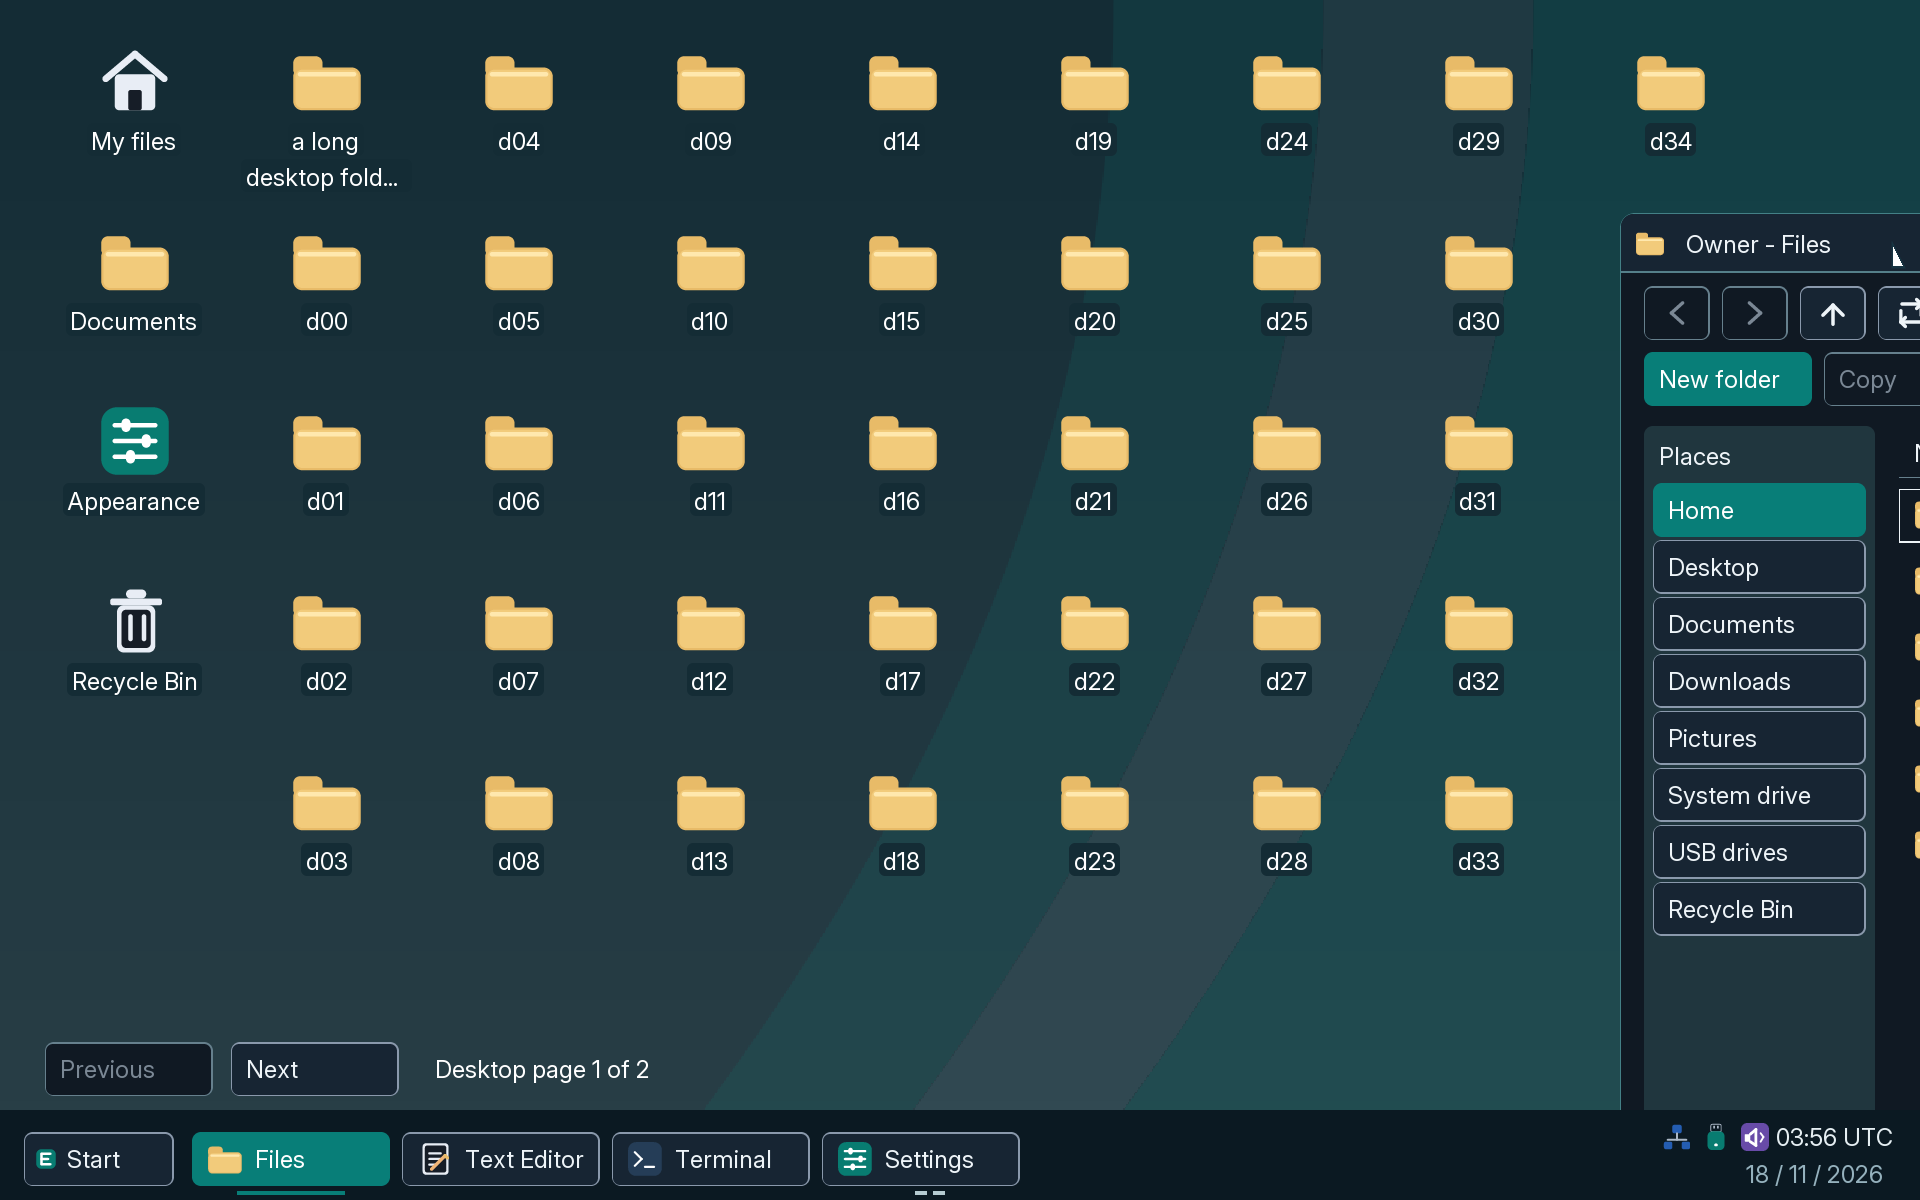 My files
a long
desktop fold...
d04
d09
d14
d19
d24
d29
d34
Documents
d00
d05
d10
d15
d20
d25
d30
Appearance
d01
d06
d11
d16
d21
d26
d31
Recycle Bin
d02
d07
d12
d17
d22
d27
d32
d03
d08
d13
d18
d23
d28
d33
Owner - Files
New folder
Copy
Places
Home
Desktop
Documents
Downloads
Pictures
System drive
USB drives
Recycle Bin
Previous
Next
Desktop page 1 of 2
E Start
Files
Text Editor
Terminal
Settings
03:56 UTC
18 / 11 / 2026